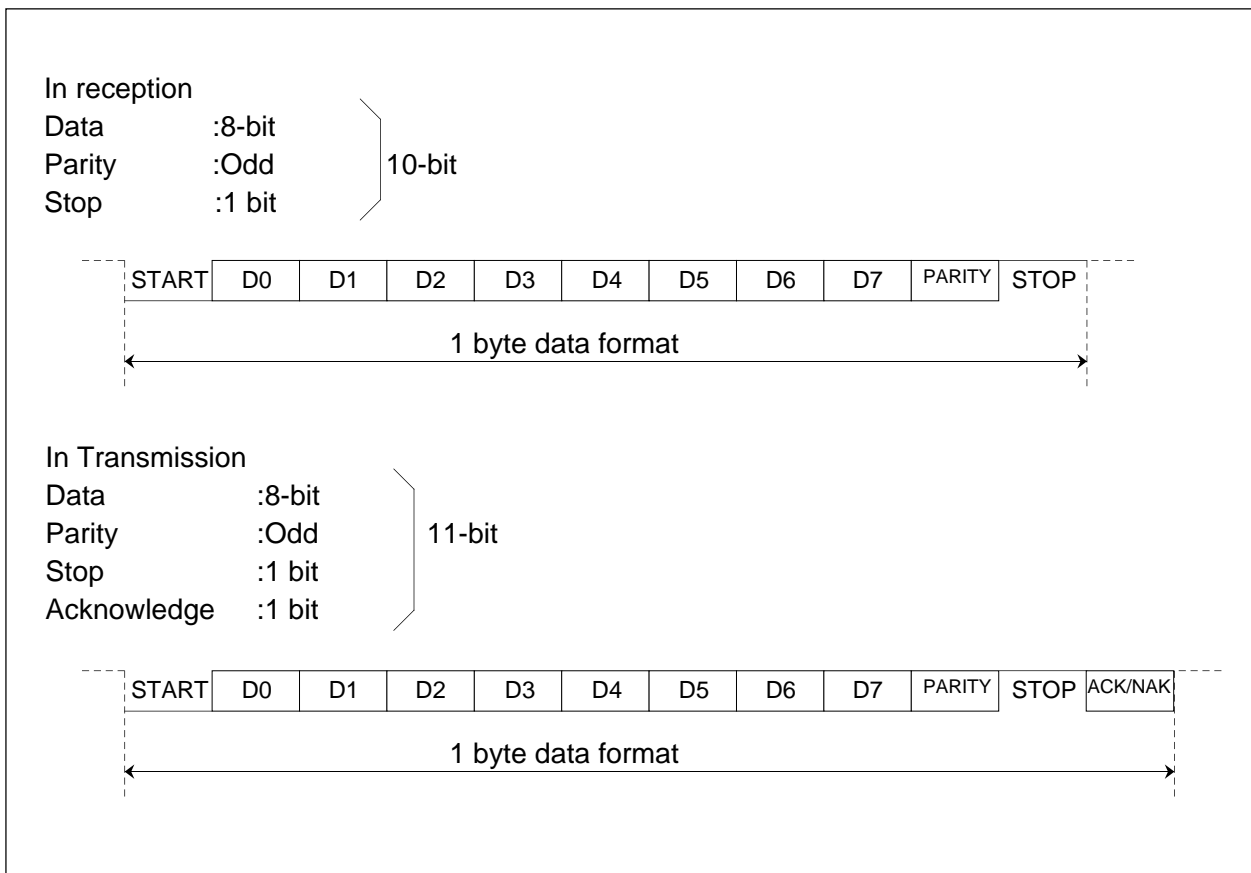 In reception
Data :8-bit
Parity :Odd
Stop :1 bit
10-bit
START D0 D1 D2 D3 D4 D5 D6 D7 PARITY STOP
1 byte data format
In Transmission
Data :8-bit
Parity :Odd
Stop :1 bit
Acknowledge :1 bit
11-bit
START D0 D1 D2 D3 D4 D5 D6 D7 PARITY STOP ACK/NAK
1 byte data format